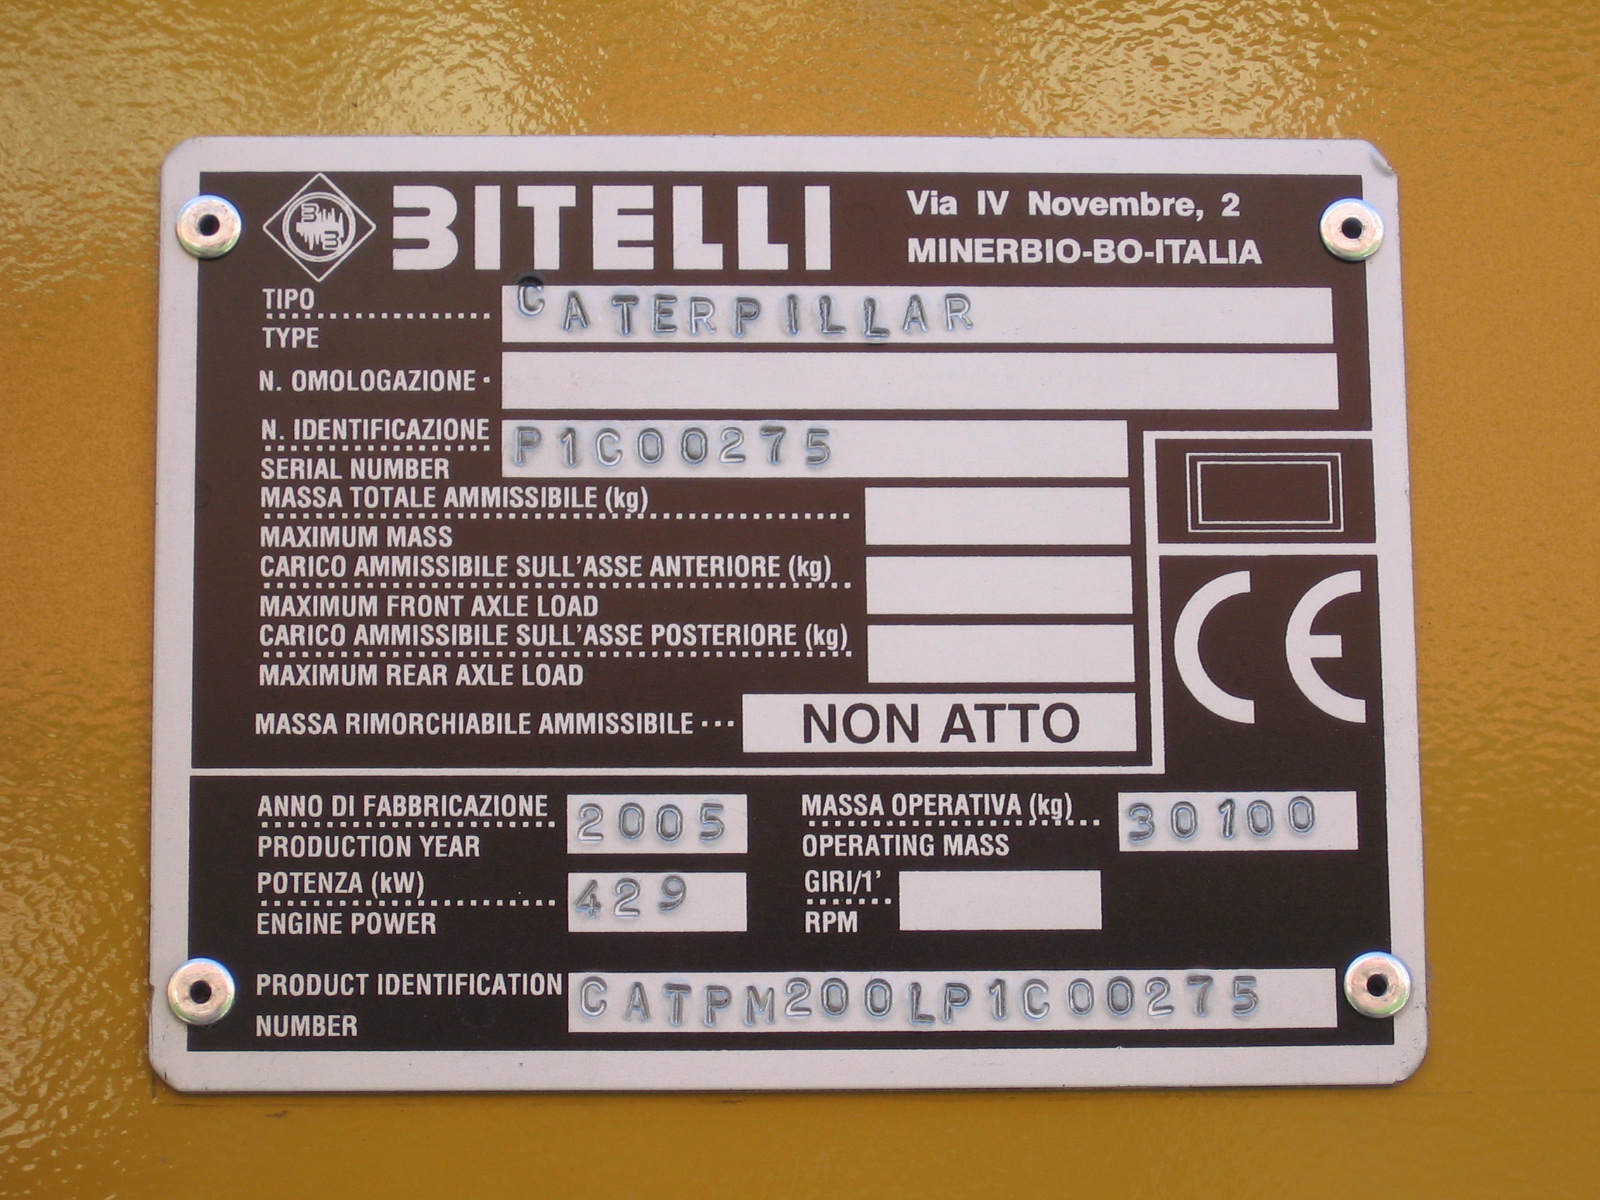 BITELLI
Via IV Novembre, 2
MINERBIO-BO-ITALIA
TIPO
TYPE
CATERPILLAR
N. OMOLOGAZIONE
N. IDENTIFICAZIONE
SERIAL NUMBER
P1C00275
MASSA TOTALE AMMISSIBILE (kg)
MAXIMUM MASS
CARICO AMMISSIBILE SULL'ASSE ANTERIORE (kg)
MAXIMUM FRONT AXLE LOAD
CARICO AMMISSIBILE SULL'ASSE POSTERIORE (kg)
MAXIMUM REAR AXLE LOAD
MASSA RIMORCHIABILE AMMISSIBILE
NON ATTO
CE
ANNO DI FABBRICAZIONE
PRODUCTION YEAR
2005
MASSA OPERATIVA (kg)
OPERATING MASS
30100
POTENZA (kW)
ENGINE POWER
429
GIRI/1'
RPM
PRODUCT IDENTIFICATION
NUMBER
CATPM200LP1C00275